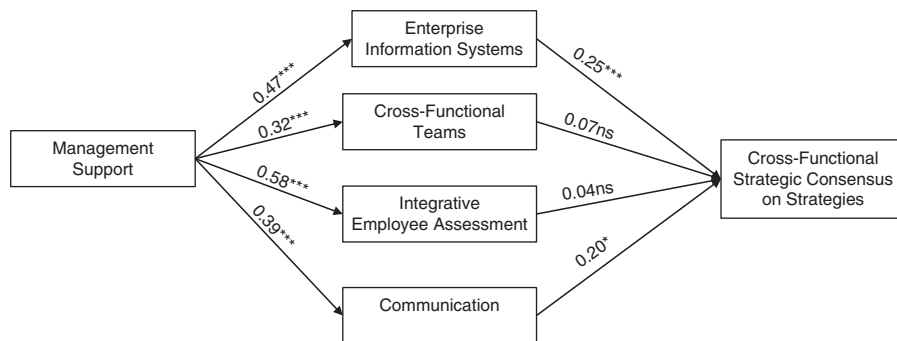 Enterprise
Information Systems
0.47***
0.25***
Cross-Functional
Teams
0.32***
0.07ns
Management
Support
Cross-Functional
Strategic Consensus
on Strategies
0.58***
0.04ns
Integrative
Employee Assessment
0.39***
0.20*
Communication